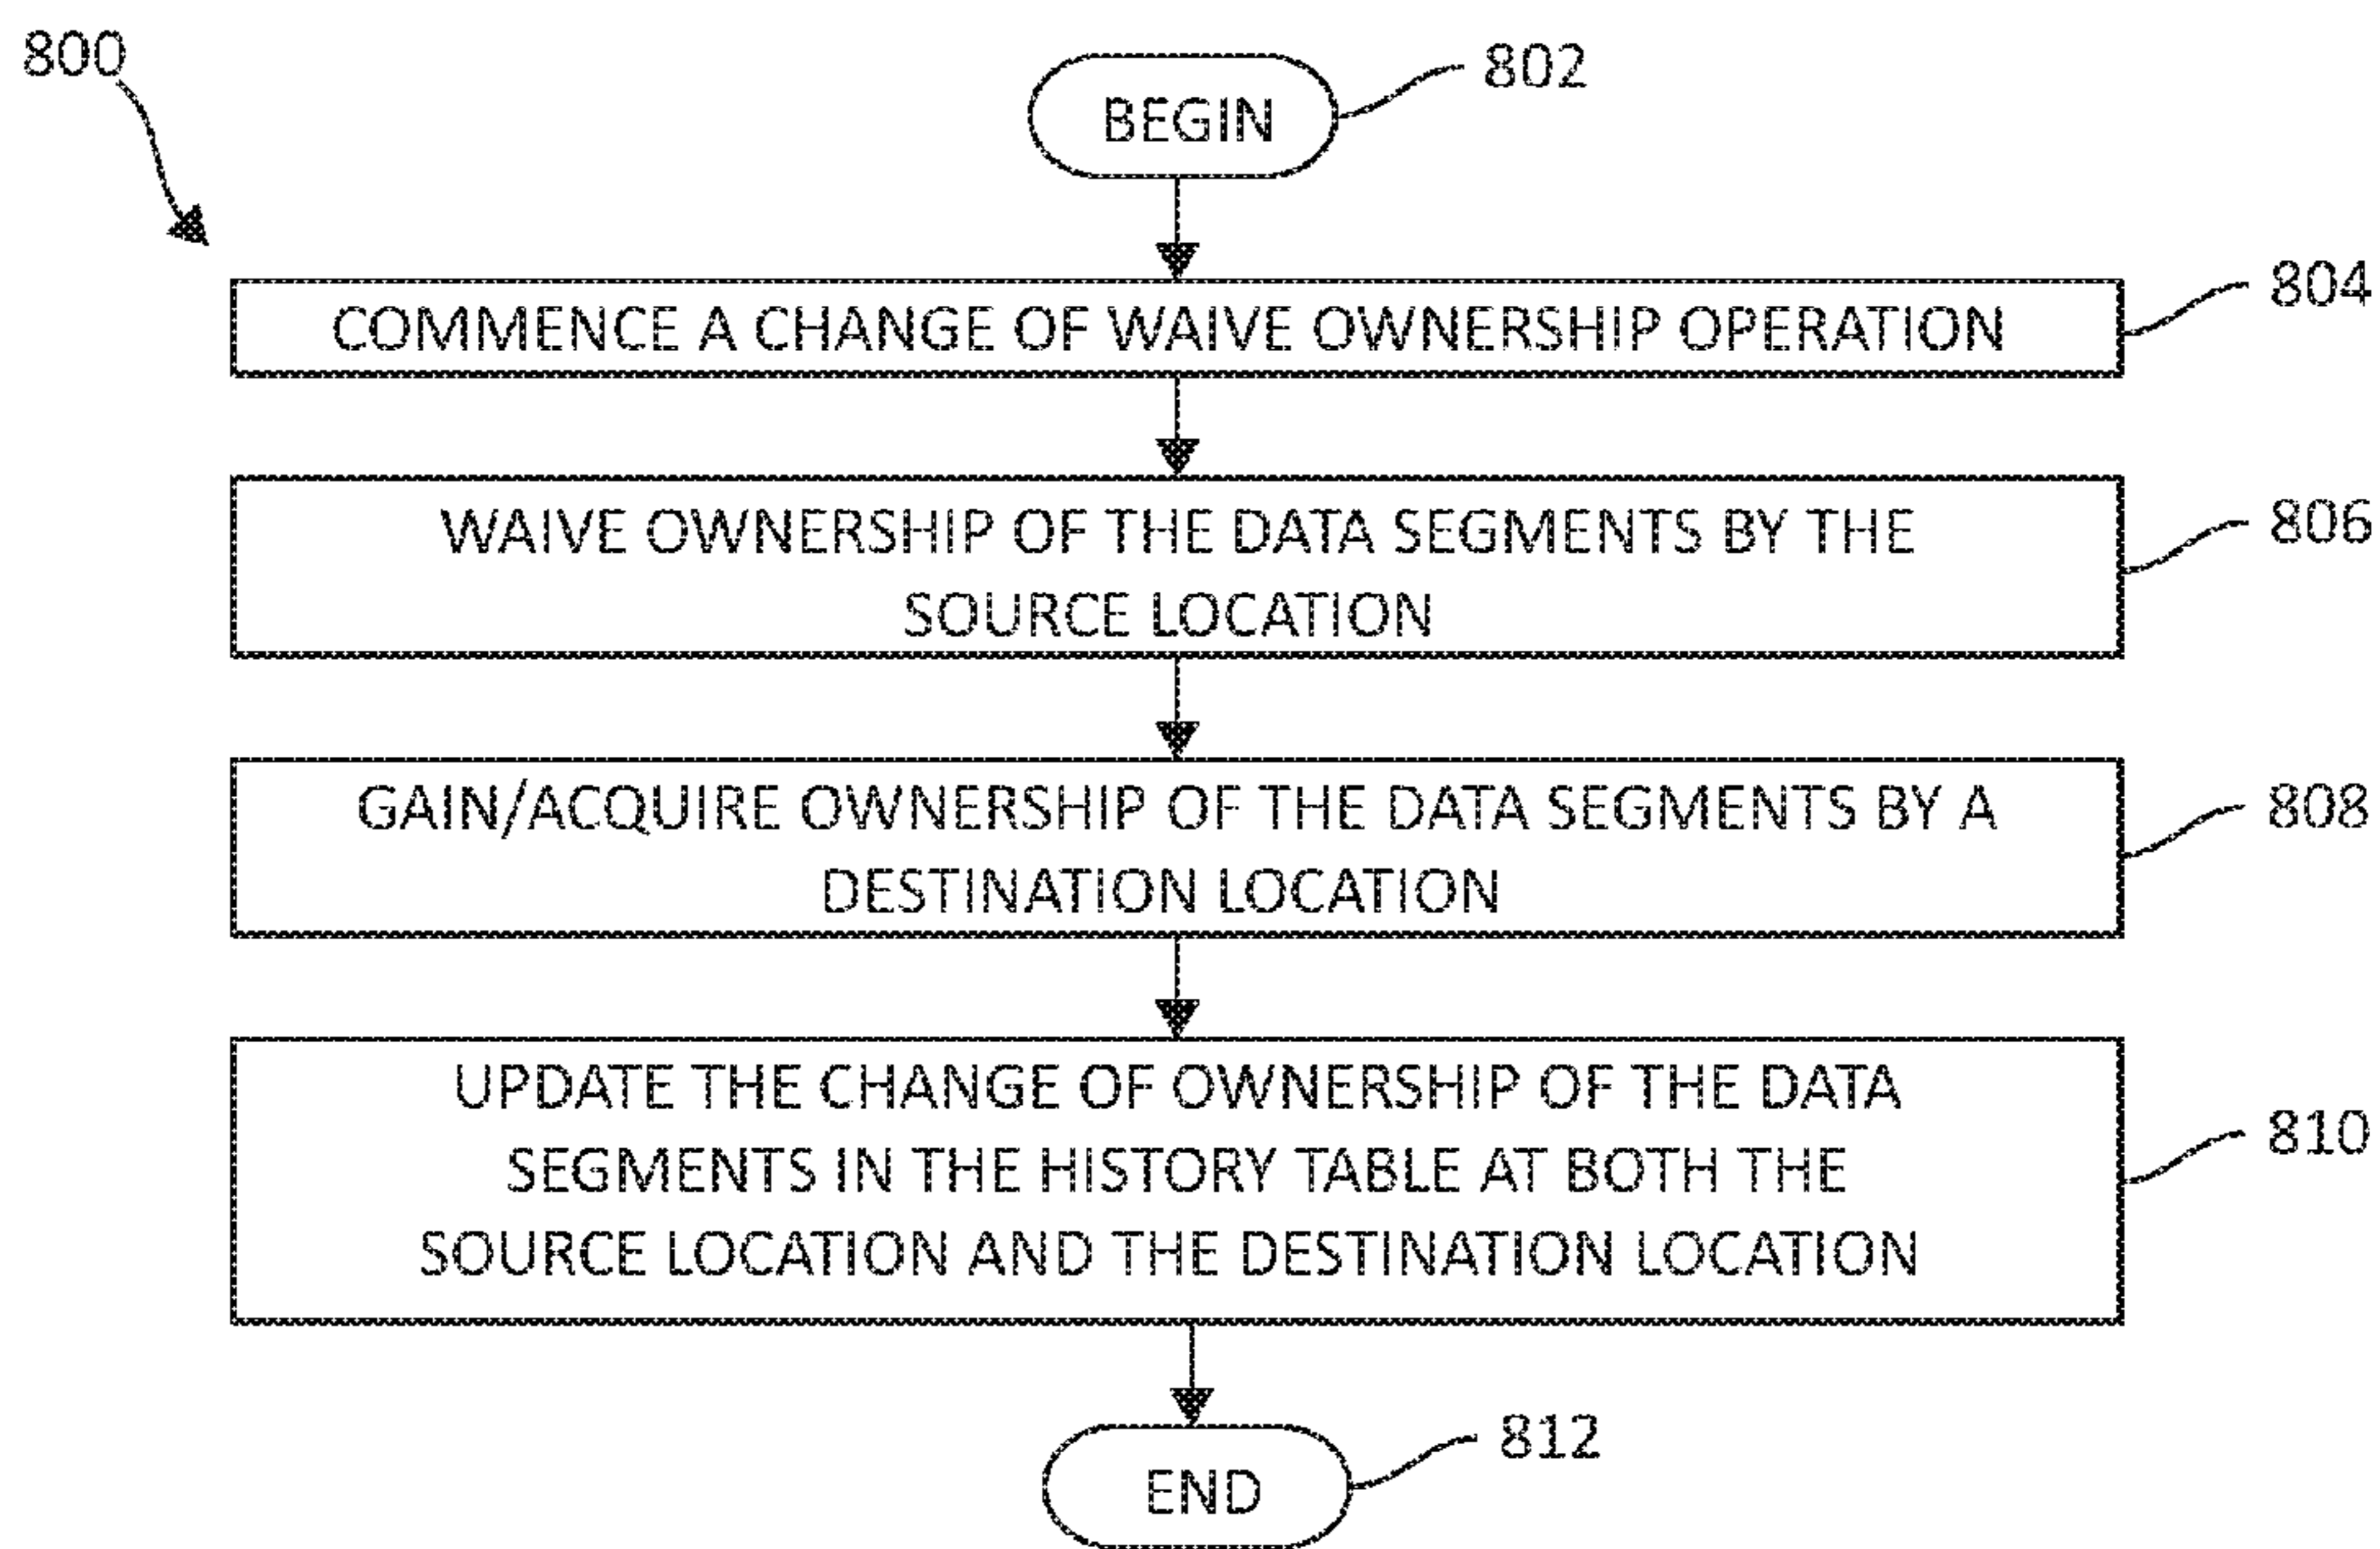 800
BEGIN
802
COMMENCE A CHANGE OF WAIVE OWNERSHIP OPERATION
804
WAIVE OWNERSHIP OF THE DATA SEGMENTS BY THE
SOURCE LOCATION
806
GAIN/ACQUIRE OWNERSHIP OF THE DATA SEGMENTS BY A
DESTINATION LOCATION
808
UPDATE THE CHANGE OF OWNERSHIP OF THE DATA
SEGMENTS IN THE HISTORY TABLE AT BOTH THE
SOURCE LOCATION AND THE DESTINATION LOCATION
810
END
812